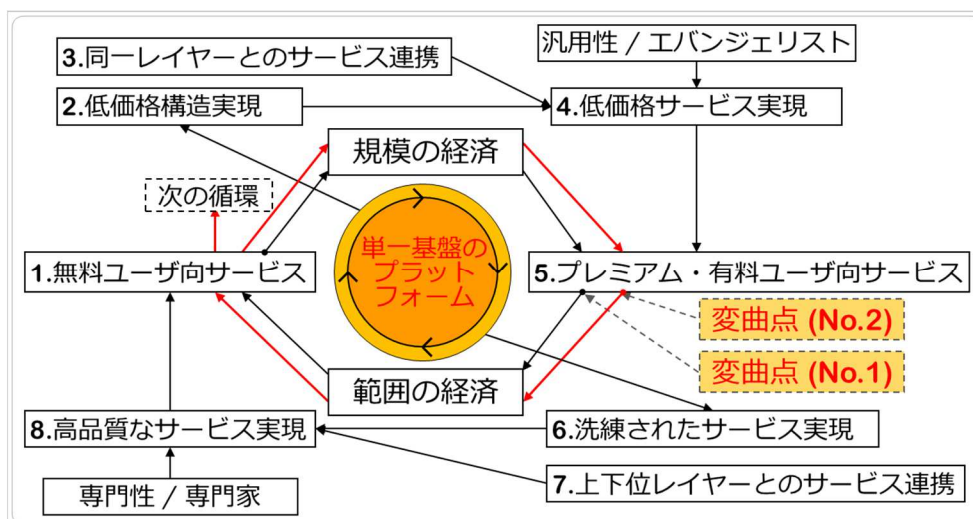 3.同一レイヤーとのサービス連携
汎用性 / エバンジェリスト
2.低価格構造実現
4.低価格サービス実現
規模の経済
次の循環
単一基盤の
プラット
フォーム
1.無料ユーザ向サービス
5.プレミアム・有料ユーザ向サービス
変曲点 (No.2)
変曲点 (No.1)
範囲の経済
8.高品質なサービス実現
6.洗練されたサービス実現
7.上下位レイヤーとのサービス連携
専門性 / 専門家